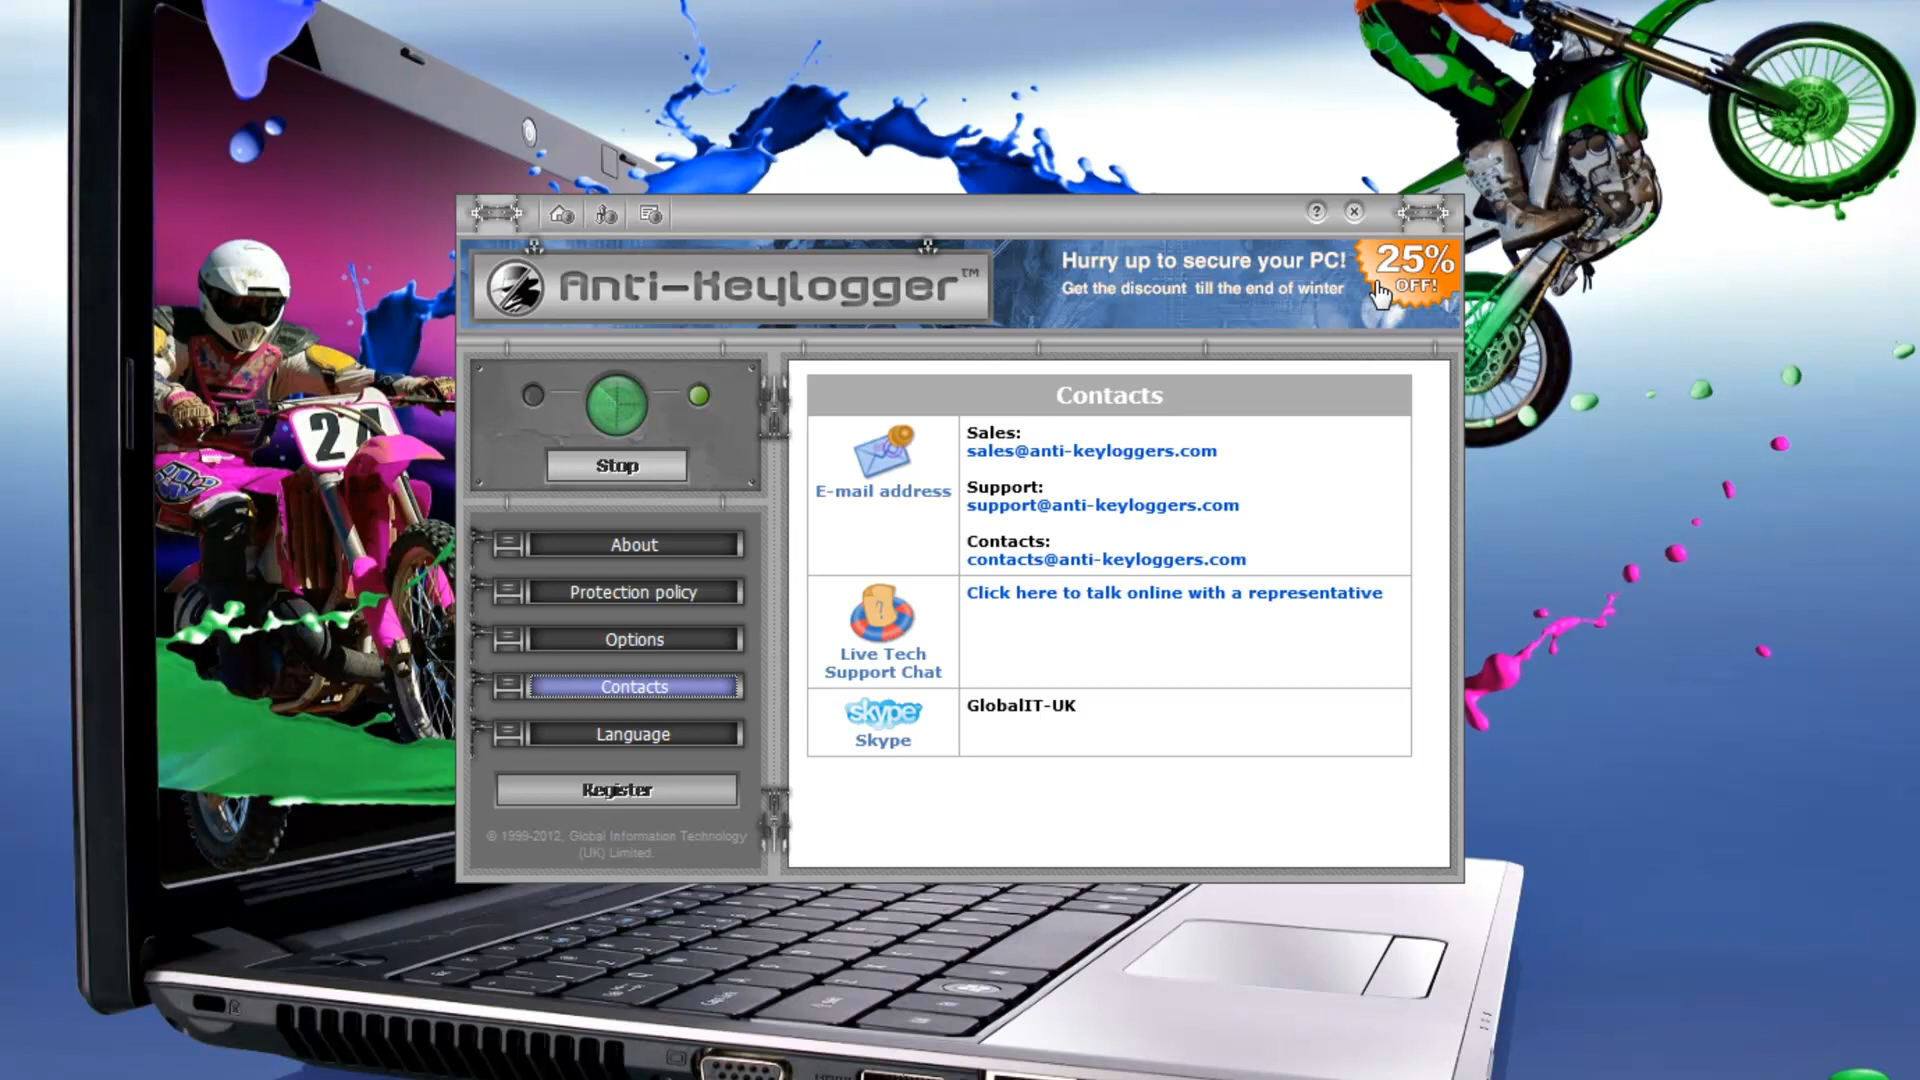 Anti-Keylogger™
Hurry up to secure your PC!
Get the discount till the end of winter
25%
OFF!
Stop
About
Protection policy
Options
Contacts
Language
Register
© 1999-2012, Global Information Technology
(UK) Limited.
Contacts
E-mail address
Sales:
sales@anti-keyloggers.com
Support:
support@anti-keyloggers.com
Contacts:
contacts@anti-keyloggers.com
Live Tech
Support Chat
Click here to talk online with a representative
skype
Skype
GlobalIT-UK